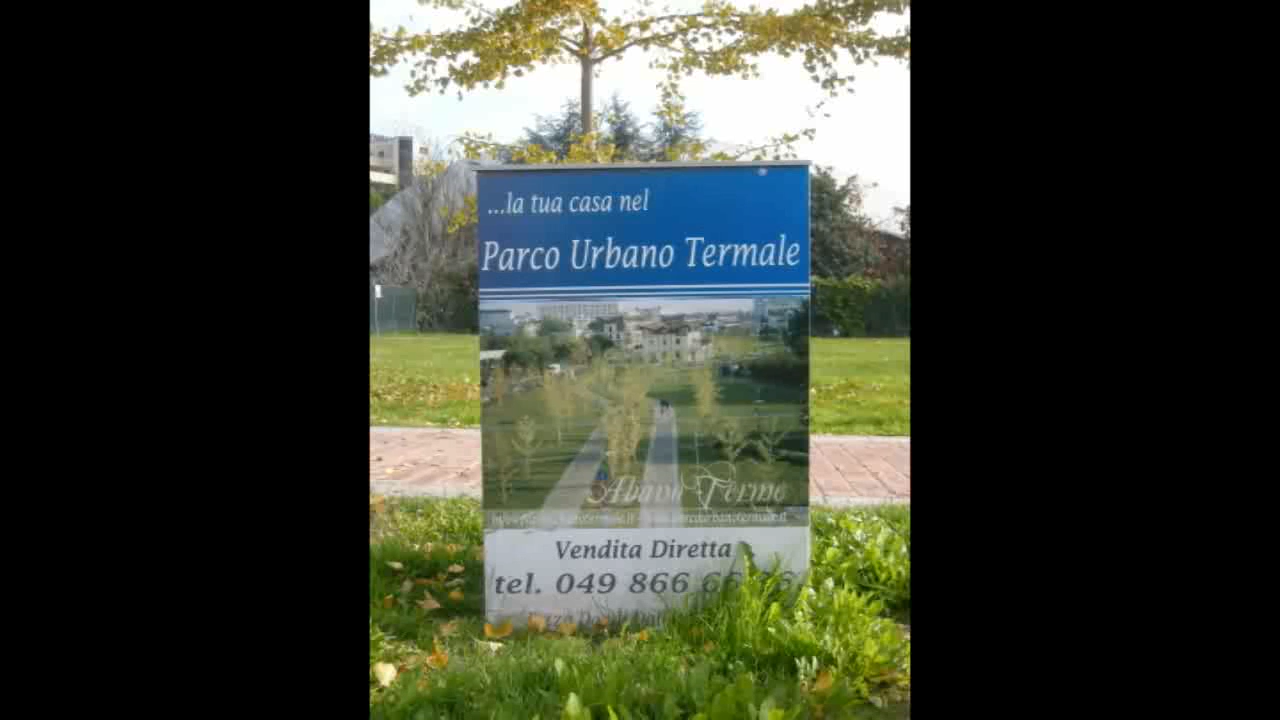 ...la tua casa nel
Parco Urbano Termale
Abano Terme
Vendita Diretta
tel. 049 866